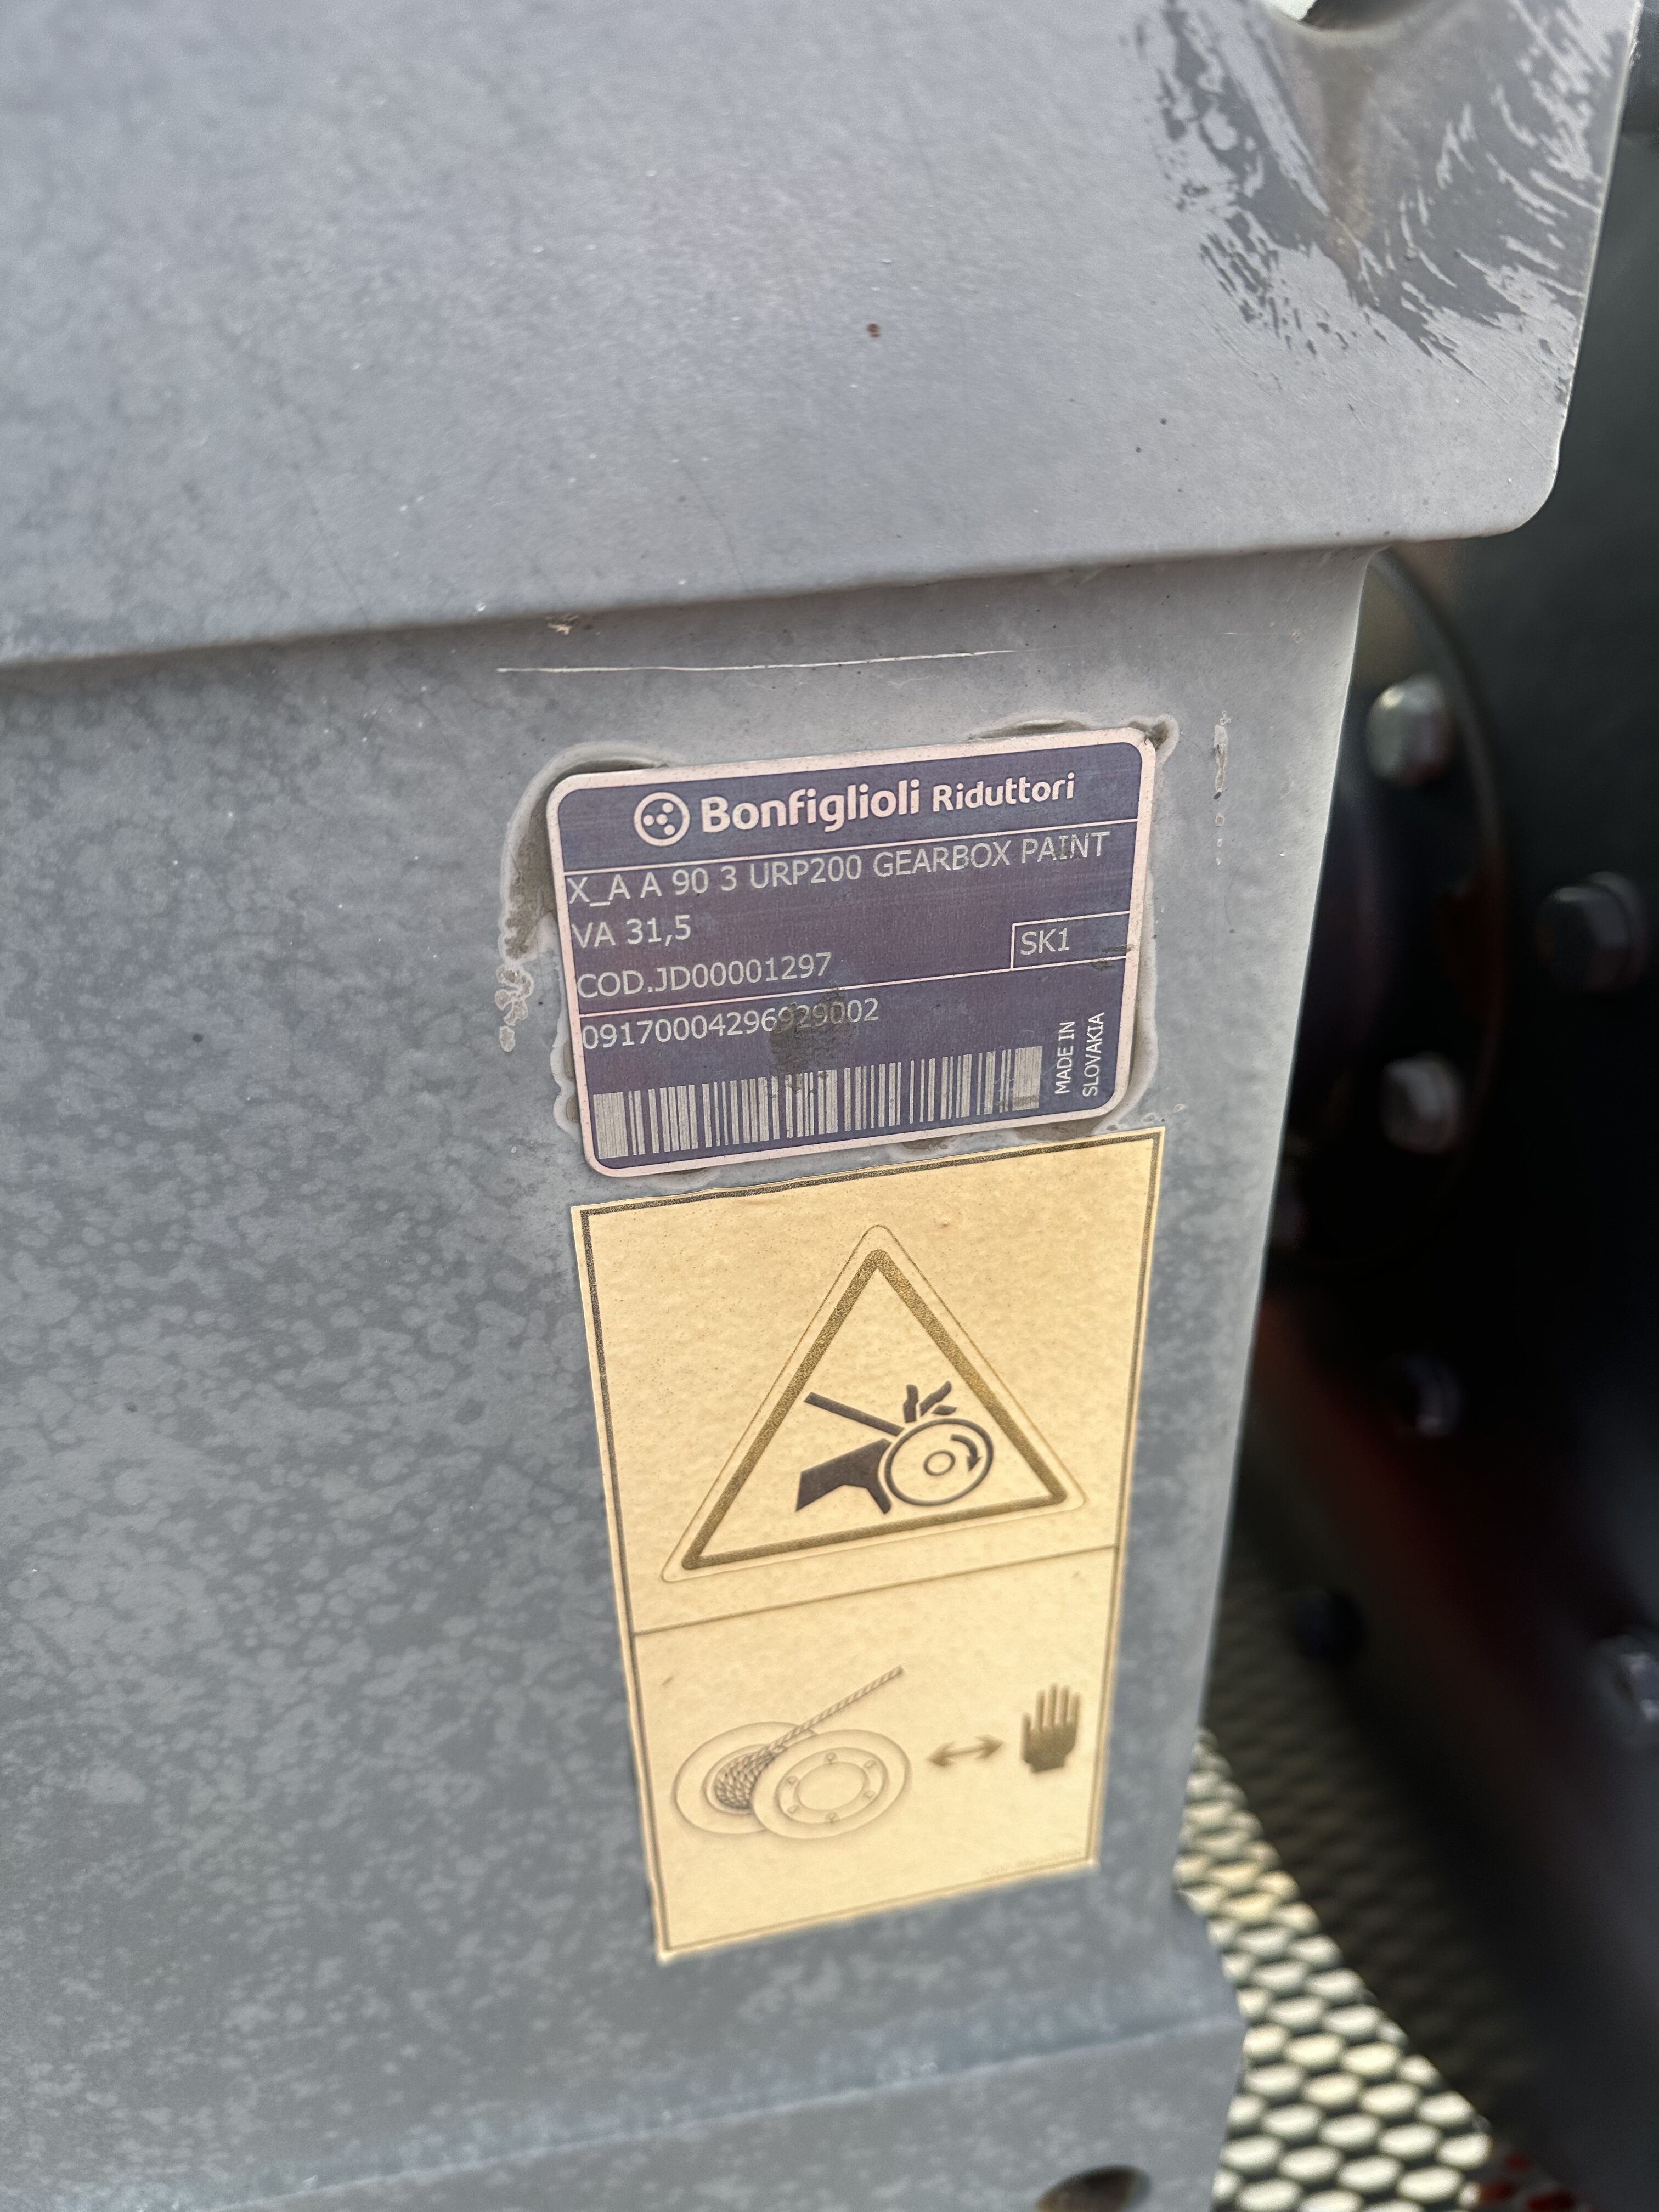 Bonfiglioli Riduttori
X_A A 90 3 URP200 GEARBOX PAINT
VA 31,5
SK1
COD.JD00001297
09170004296929002
MADE IN
SLOVAKIA